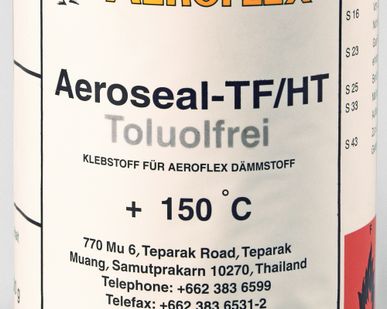 AEROFLEX
Aeroseal-TF/HT
Toluolfrei
KLEBSTOFF FÜR AEROFLEX DÄMMSTOFF
+ 150 °C
770 Mu 6, Teparak Road, Teparak
Muang, Samutprakarn 10270, Thailand
Telephone: +662 383 6599
Telefax: +662 383 6531-2
S 16
S 23
S 25
S 33
S 43
F